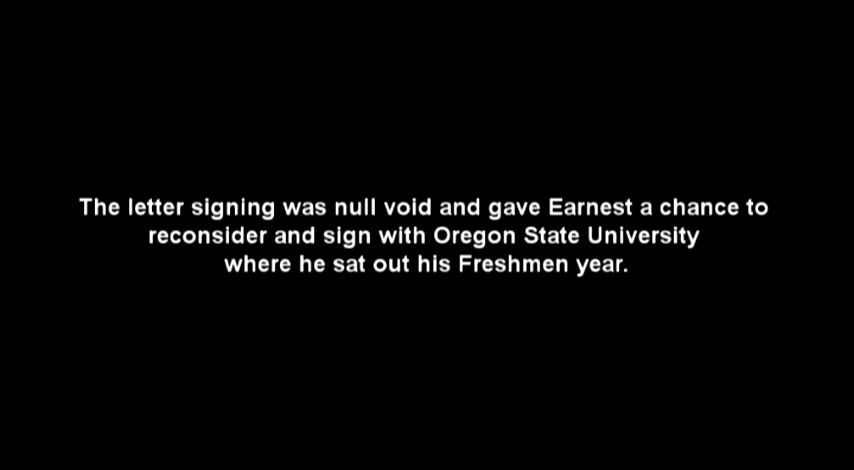 The letter signing was null void and gave Earnest a chance to
reconsider and sign with Oregon State University
where he sat out his Freshmen year.